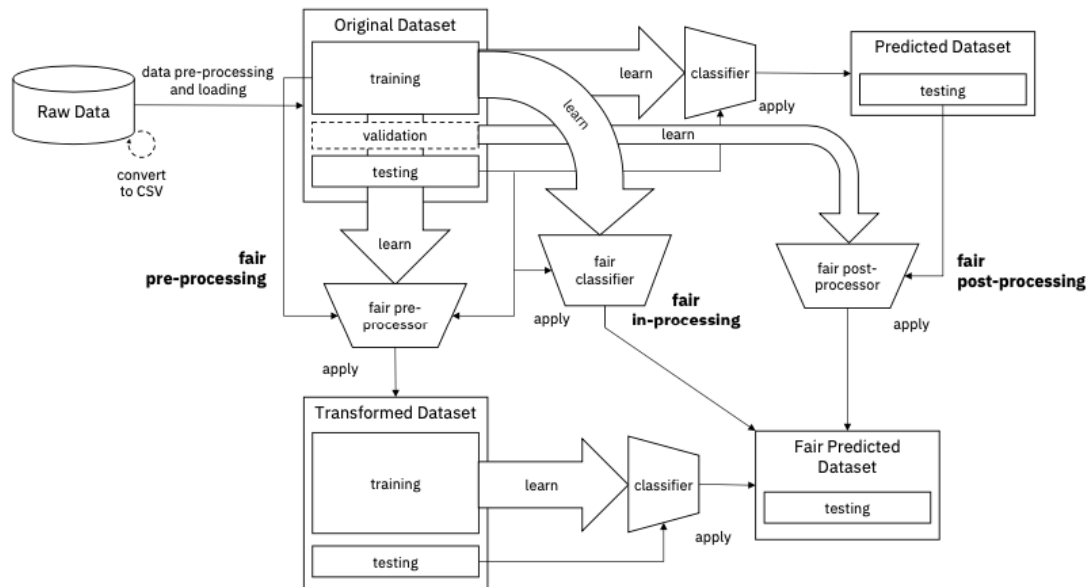 Original Dataset
training
validation
testing
data pre-processing
and loading
Raw Data
convert
to CSV
learn
learn
classifier
apply
Predicted Dataset
testing
learn
learn
fair
pre-processing
fair pre-
processor
apply
fair
classifier
apply
fair
in-processing
fair post-
processor
apply
fair
post-processing
Transformed Dataset
training
testing
learn
classifier
apply
Fair Predicted
Dataset
testing